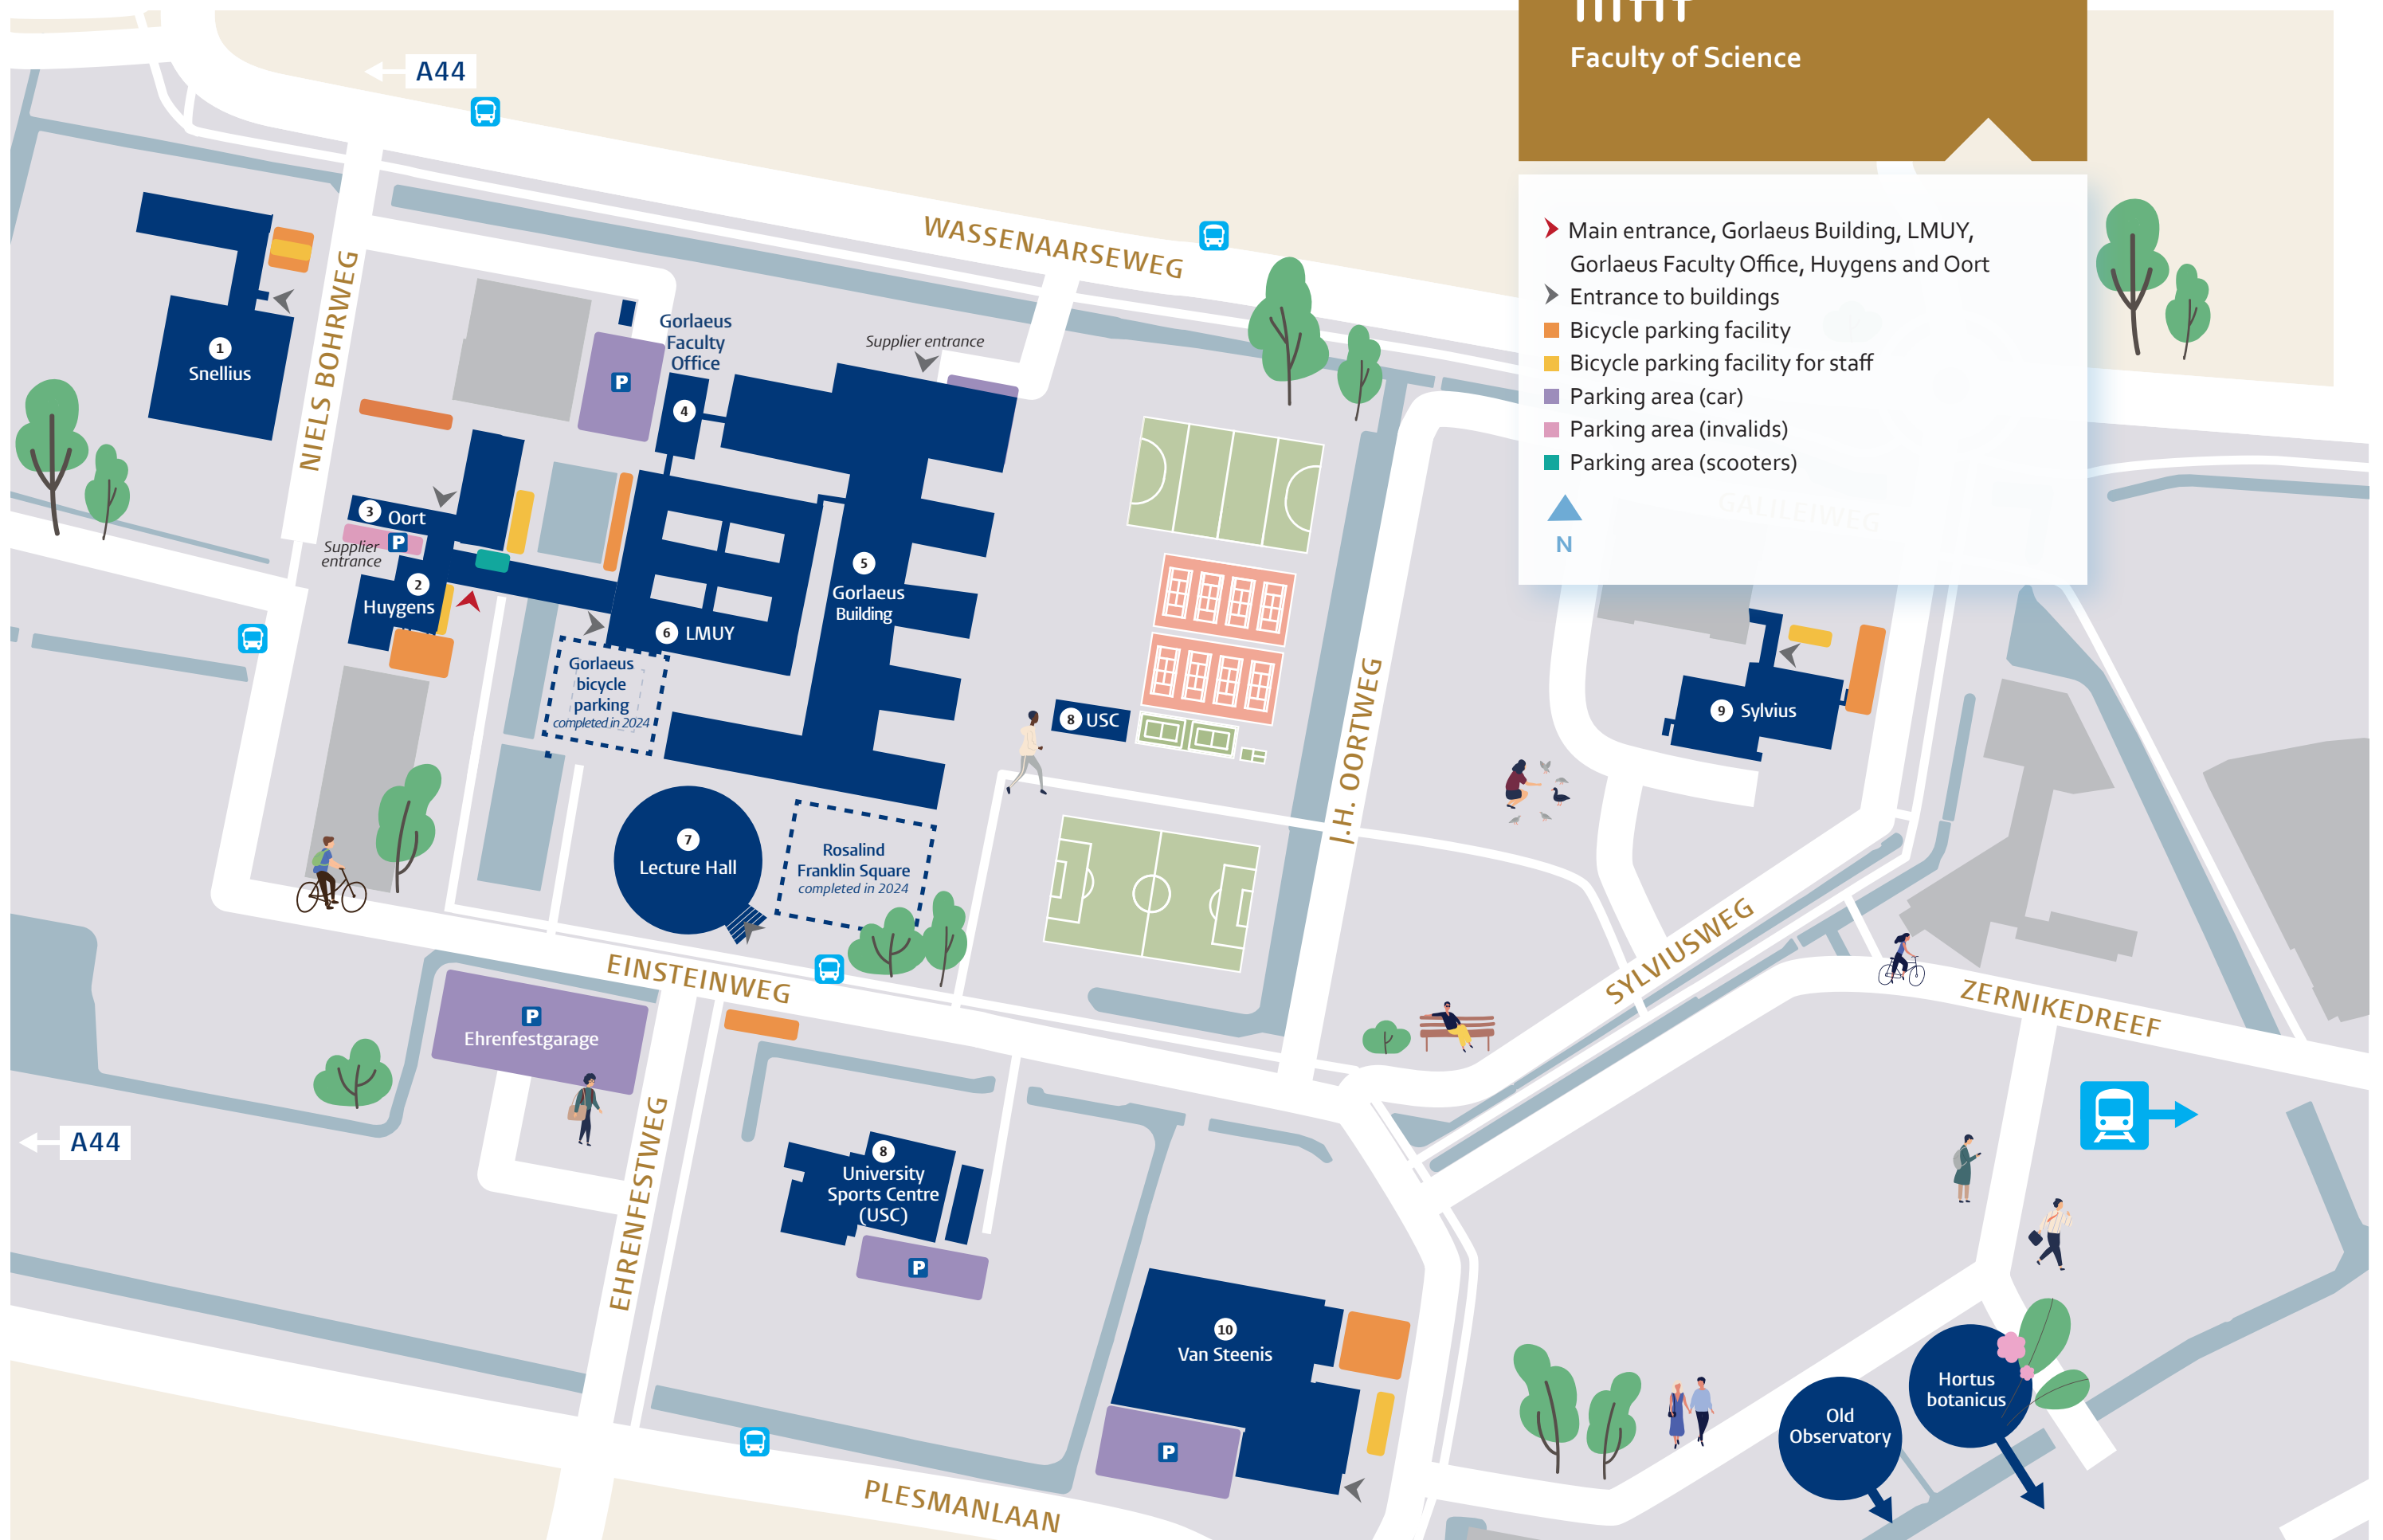 Faculty of Science
A44
WASSENAARSEWEG
Main entrance, Gorlaeus Building, LMUY,
Gorlaeus Faculty Office, Huygens and Oort
Entrance to buildings
Bicycle parking facility
Bicycle parking facility for staff
Parking area (car)
Parking area (invalids)
Parking area (scooters)
N
GALILEIWEG
NIELS BOHRWEG
1
Snellius
Gorlaeus
Faculty
Office
Supplier entrance
P
4
3 Oort
P
Supplier
entrance
2
Huygens
5
Gorlaeus
Building
6 LMUY
Gorlaeus
bicycle
parking
completed in 2024
8 USC
J.H. OORTWEG
9 Sylvius
7
Lecture Hall
Rosalind
Franklin Square
completed in 2024
EINSTEINWEG
SYLVIUSWEG
ZERNIKEDREEF
P
Ehrenfestgarage
A44
EHRENFESTWEG
8
University
Sports Centre
(USC)
P
10
Van Steenis
P
Hortus
botanicus
Old
Observatory
PLESMANLAAN